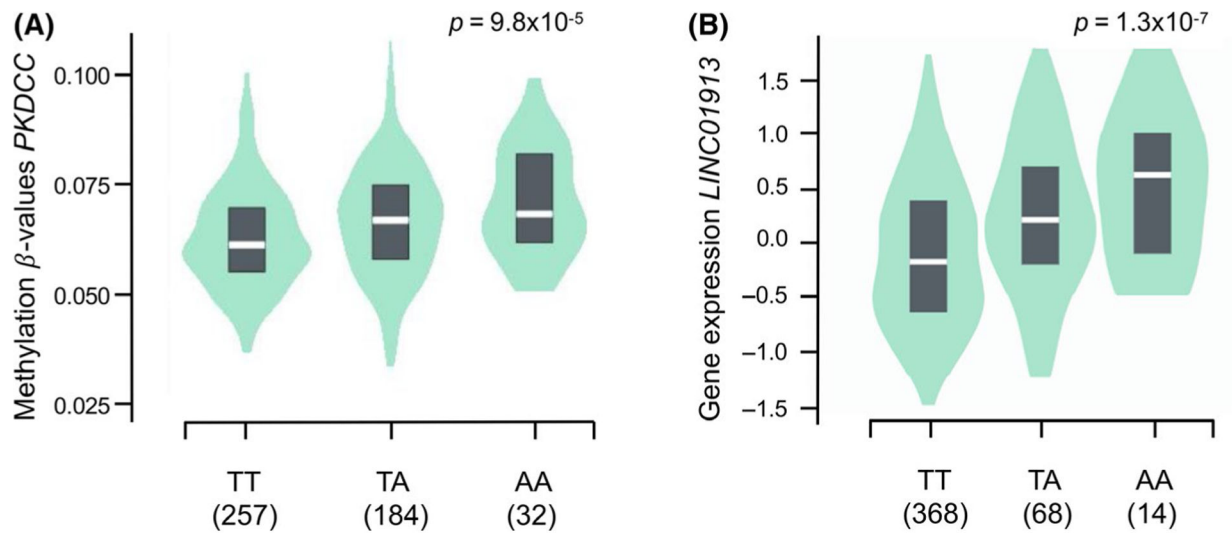 (A)
p = 9.8x10-5
Methylation β-values PKDCC
0.100
0.075
0.050
0.025
TT
TA
AA
(257)
(184)
(32)
(B)
p = 1.3x10-7
Gene expression LINC01913
1.5
1.0
0.5
0.0
–0.5
–1.0
–1.5
TT
TA
AA
(368)
(68)
(14)